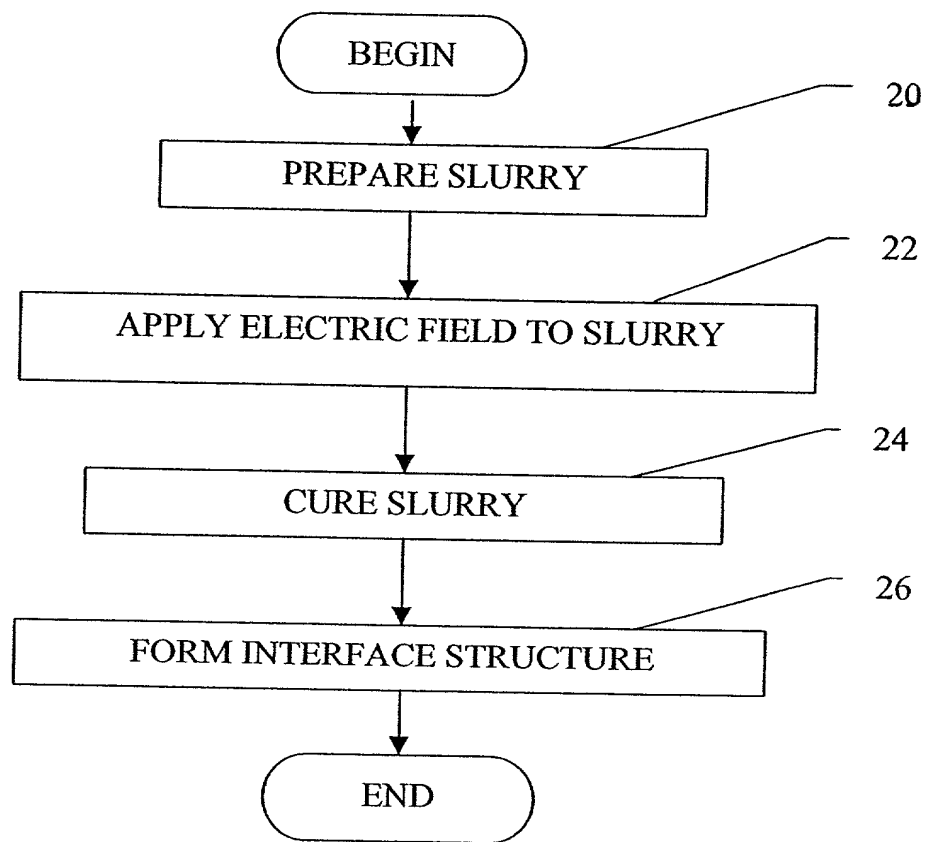 BEGIN
20
PREPARE SLURRY
22
APPLY ELECTRIC FIELD TO SLURRY
24
CURE SLURRY
26
FORM INTERFACE STRUCTURE
END